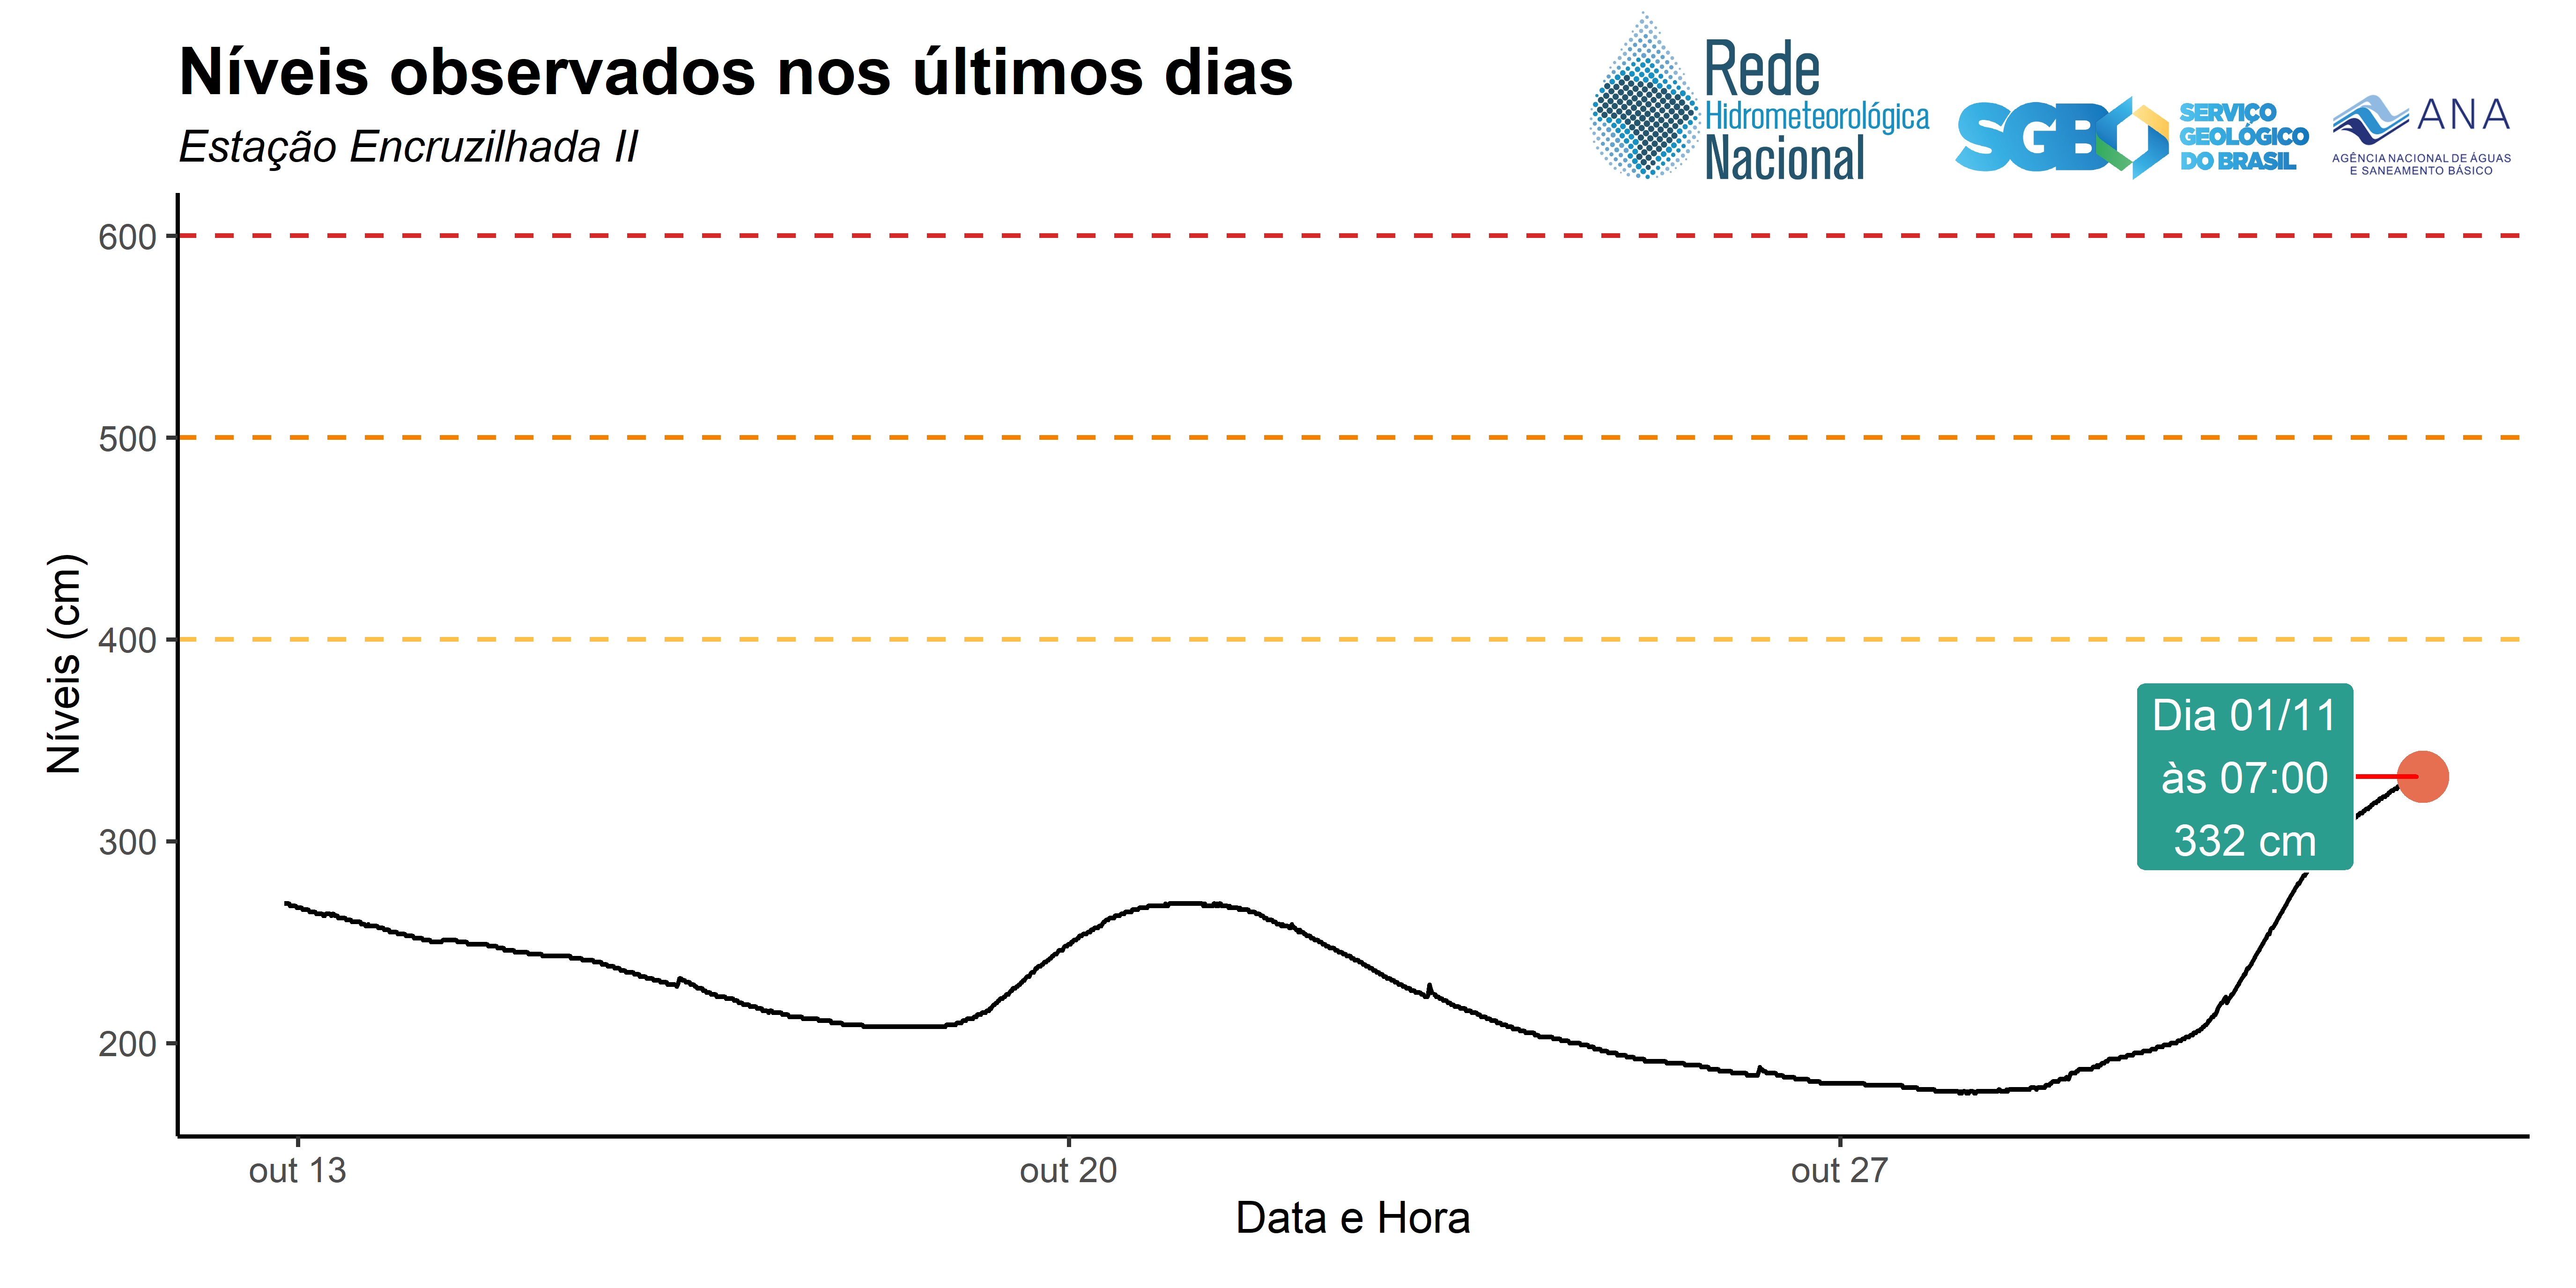 Níveis observados nos últimos dias
Estação Encruzilhada II
Rede
Hidrometeorológica
Nacional
SGB
SERVIÇO
GEOLÓGICO
DO BRASIL
ANA
AGÊNCIA NACIONAL DE ÁGUAS
E SANEAMENTO BÁSICO
Níveis (cm)
600
500
400
300
200
Dia 01/11
às 07:00
332 cm
out 13
out 20
out 27
Data e Hora